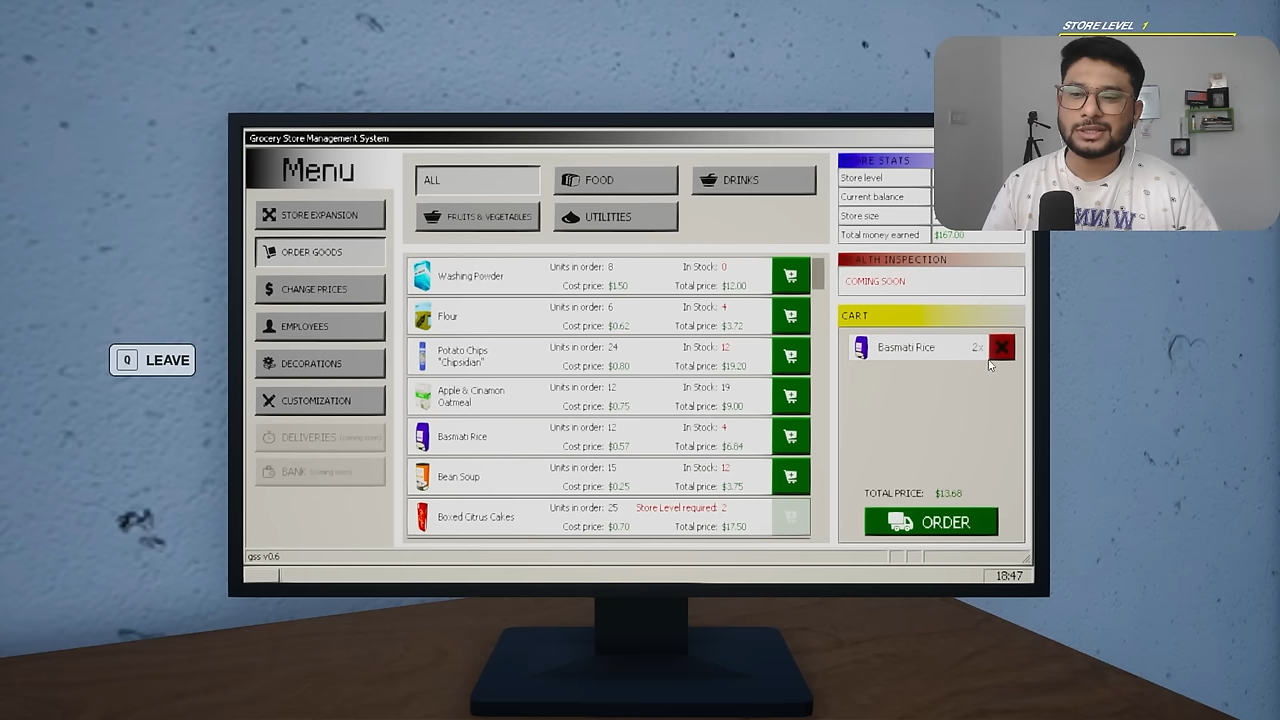 STORE LEVEL 1
Grocery Store Management System
Menu
STORE EXPANSION
ORDER GOODS
CHANGE PRICES
EMPLOYEES
DECORATIONS
CUSTOMIZATION
DELIVERIES (coming soon)
BANK (coming soon)
Q LEAVE
ALL
FOOD
DRINKS
FRUITS & VEGETABLES
UTILITIES
Washing Powder
Units in order: 8 In Stock: 0
Cost price: $1.50 Total price: $12.00
Flour
Units in order: 6 In Stock: 4
Cost price: $0.62 Total price: $3.72
Potato Chips
"Chipsidian"
Units in order: 24 In Stock: 12
Cost price: $0.80 Total price: $19.20
Apple & Cinamon
Oatmeal
Units in order: 12 In Stock: 19
Cost price: $0.75 Total price: $9.00
Basmati Rice
Units in order: 12 In Stock: 4
Cost price: $0.57 Total price: $6.84
Bean Soup
Units in order: 15 In Stock: 12
Cost price: $0.25 Total price: $3.75
Boxed Citrus Cakes
Units in order: 25 Store Level required: 2
Cost price: $0.70 Total price: $17.50
STATS
Store level
Current balance
Store size
Total money earned $167.00
INSPECTION
COMING SOON
CART
Basmati Rice 2x
TOTAL PRICE: $13.68
ORDER
gss v0.6
18:47